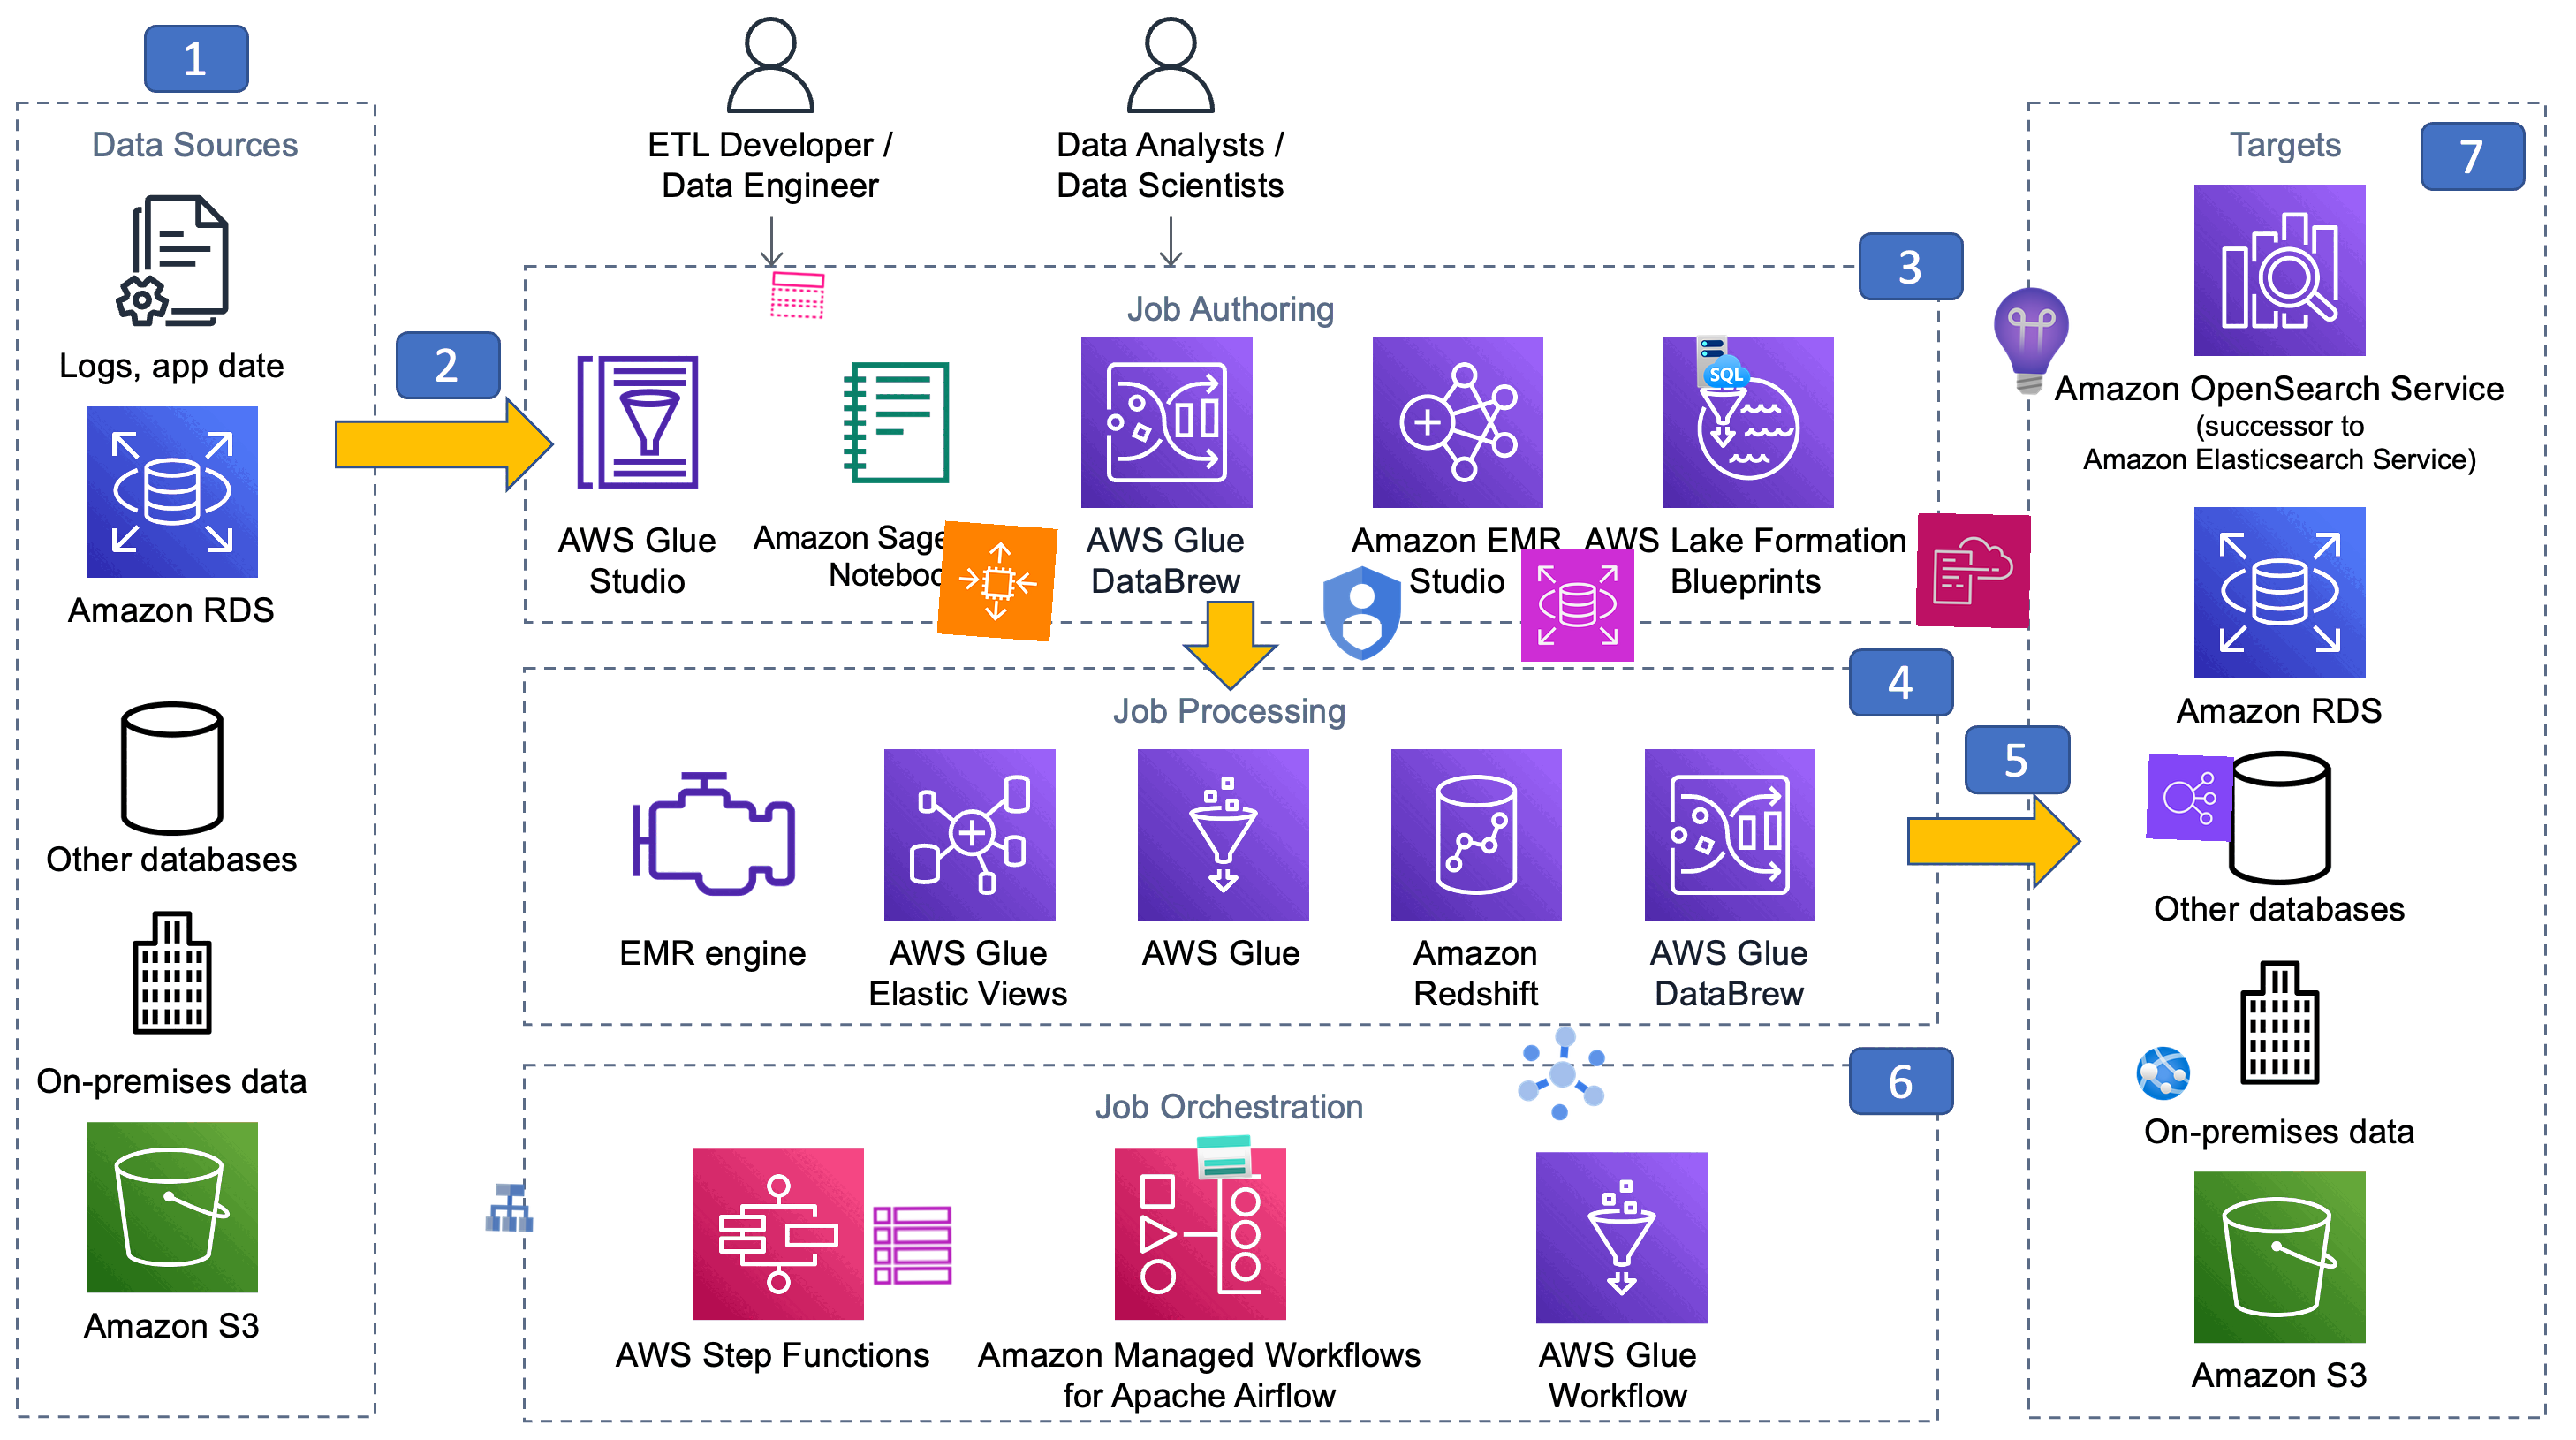 1
Data Sources
Logs, app date
Amazon RDS
Other databases
On-premises data
Amazon S3
2
ETL Developer /
Data Engineer
Data Analysts /
Data Scientists
3
Job Authoring
AWS Glue
Studio
Amazon
AWS Glue
DataBrew
Amazon EMR
Studio
SQL
AWS Lake Formation
Blueprints
4
Job Processing
EMR engine
AWS Glue
Elastic Views
AWS Glue
Amazon
Redshift
AWS Glue
DataBrew
5
6
Job Orchestration
AWS Step Functions
Amazon Managed Workflows
for Apache Airflow
AWS Glue
Workflow
7
Targets
Amazon OpenSearch Service
(successor to
Amazon Elasticsearch Service)
Amazon RDS
Other databases
On-premises data
Amazon S3